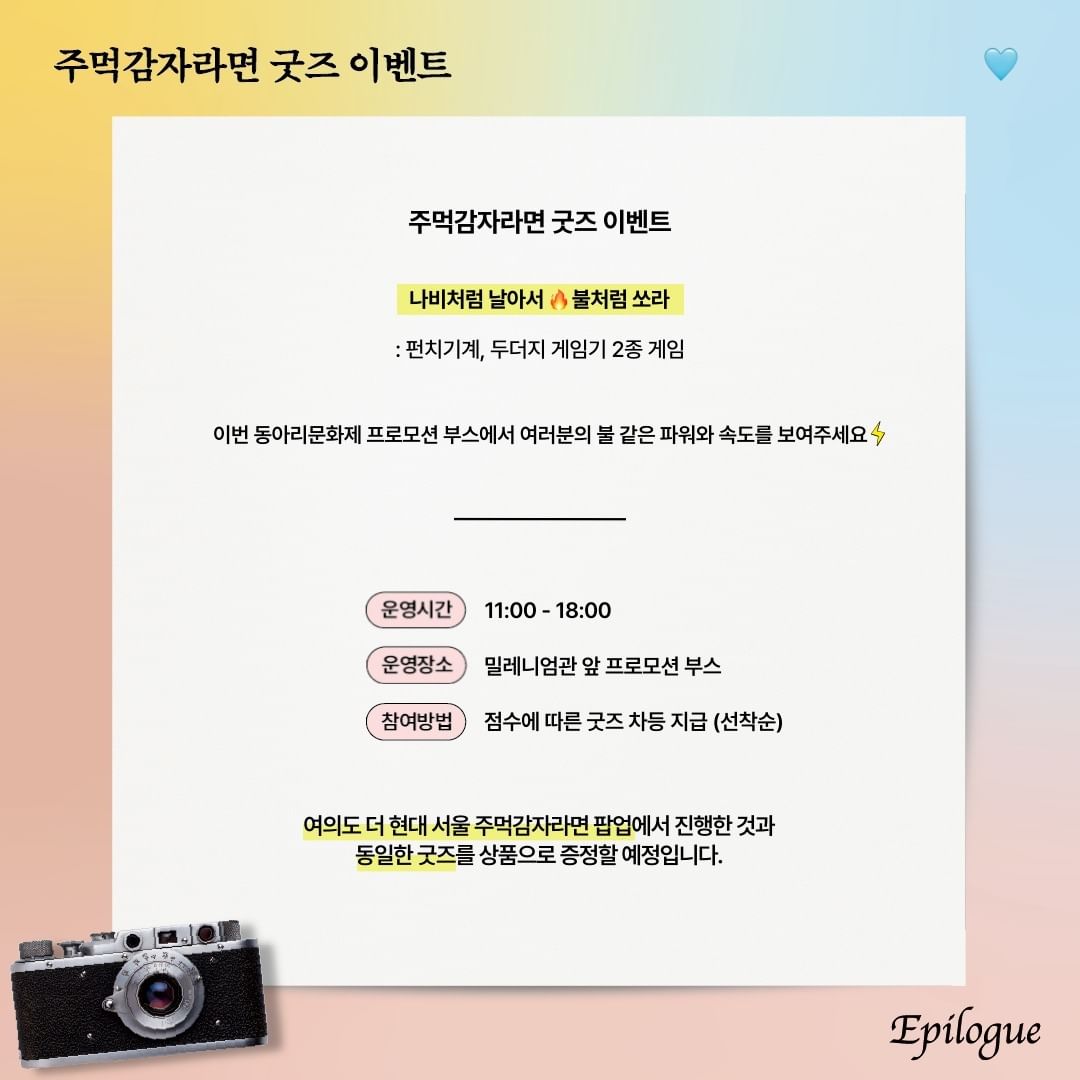 주먹감자라면 굿즈 이벤트 🩵
주먹감자라면 굿즈 이벤트
나비처럼 날아서 🔥불처럼 쏘라
: 펀치기계, 두더지 게임기 2종 게임
이번 동아리문화제 프로모션 부스에서 여러분의 불 같은 파워와 속도를 보여주세요⚡
운영시간 11:00 - 18:00
운영장소 밀레니엄관 앞 프로모션 부스
참여방법 점수에 따른 굿즈 차등 지급 (선착순)
여의도 더 현대 서울 주먹감자라면 팝업에서 진행한 것과
동일한 굿즈를 상품으로 증정할 예정입니다.
Epilogue